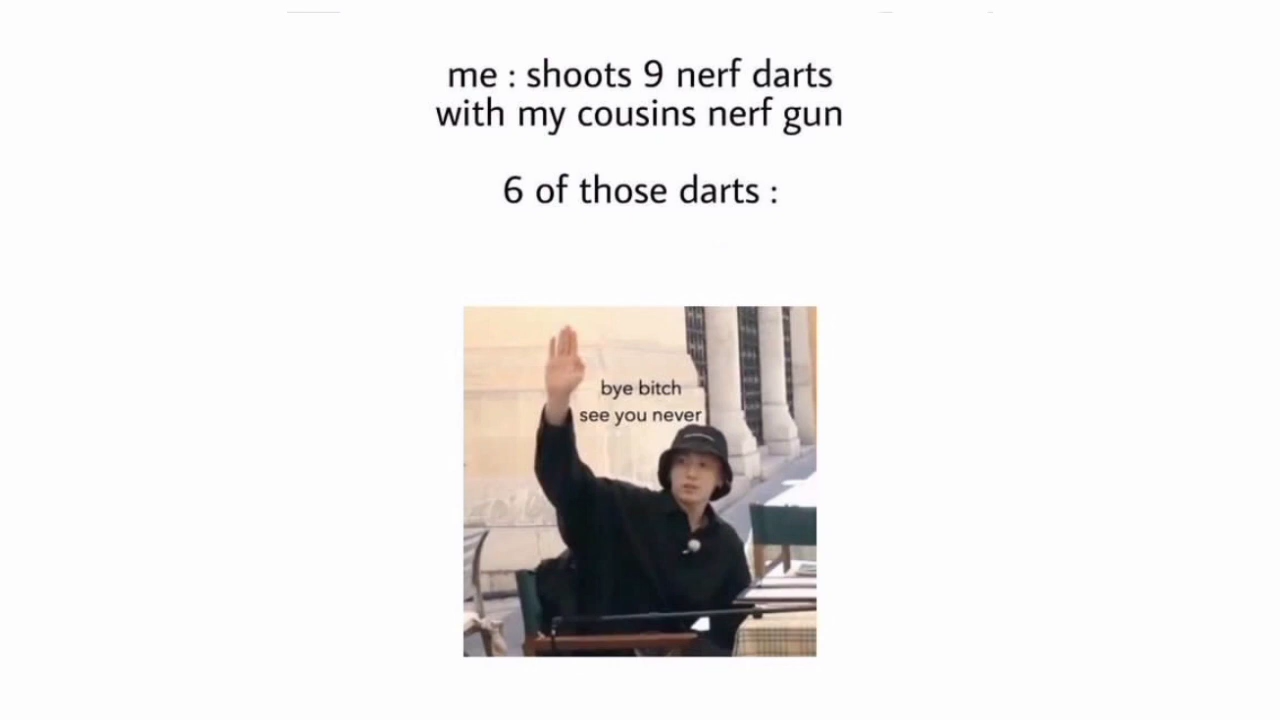 me : shoots 9 nerf darts
with my cousins nerf gun
6 of those darts :
bye bitch
see you never